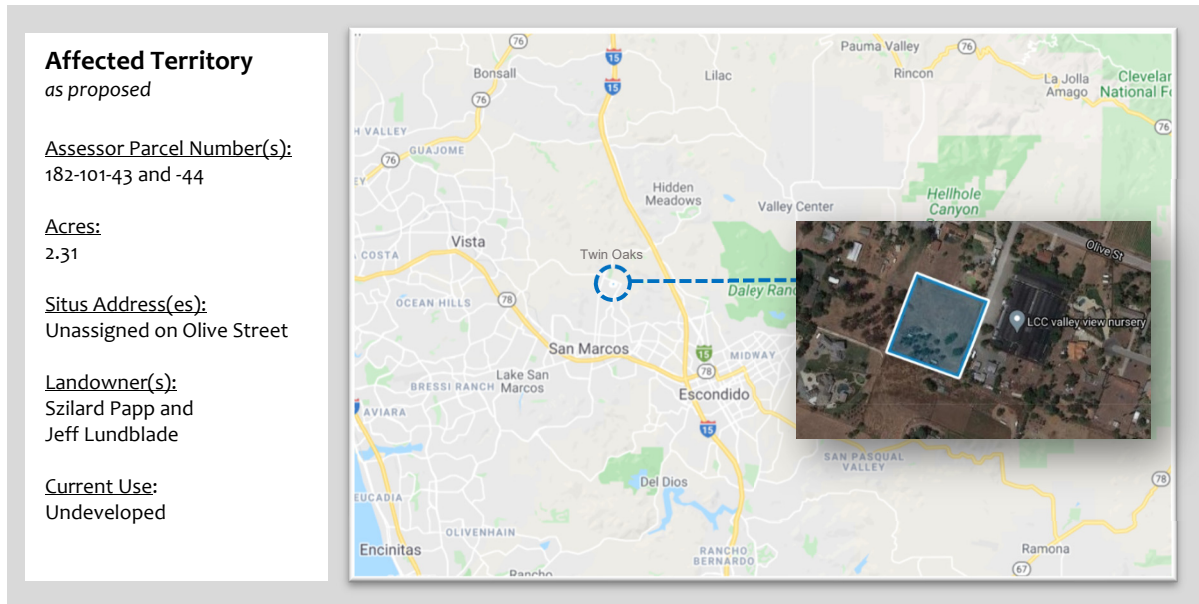 Affected Territory
as proposed
Assessor Parcel Number(s):
182-101-43 and -44
Acres:
2.31
Situs Address(es):
Unassigned on Olive Street
Landowner(s):
Szilard Papp and
Jeff Lundblade
Current Use:
Undeveloped
76
Bonsall
15
15
Lilac
Pauma Valley
76
Rincon
La Jolla
Amago
Clevelan
National Fo
76
76
H VALLEY
GUAJOME
76
EY
Hidden
Meadows
Valley Center
Hellhole
Canyon
COSTA
Vista
Twin Oaks
Daley Ranc
OCEAN HILLS
78
San Marcos
15
MIDWAY
78
Lake San
Marcos
BRESSI RANCH
Escondido
AVIARA
15
Olive St
LCC valley view nursery
SAN PASQUAL
VALLEY
78
Del Dios
EUCADIA
OLIVENHAIN
Encinitas
RANCHO
BERNARDO
Ramona
67
Rancho